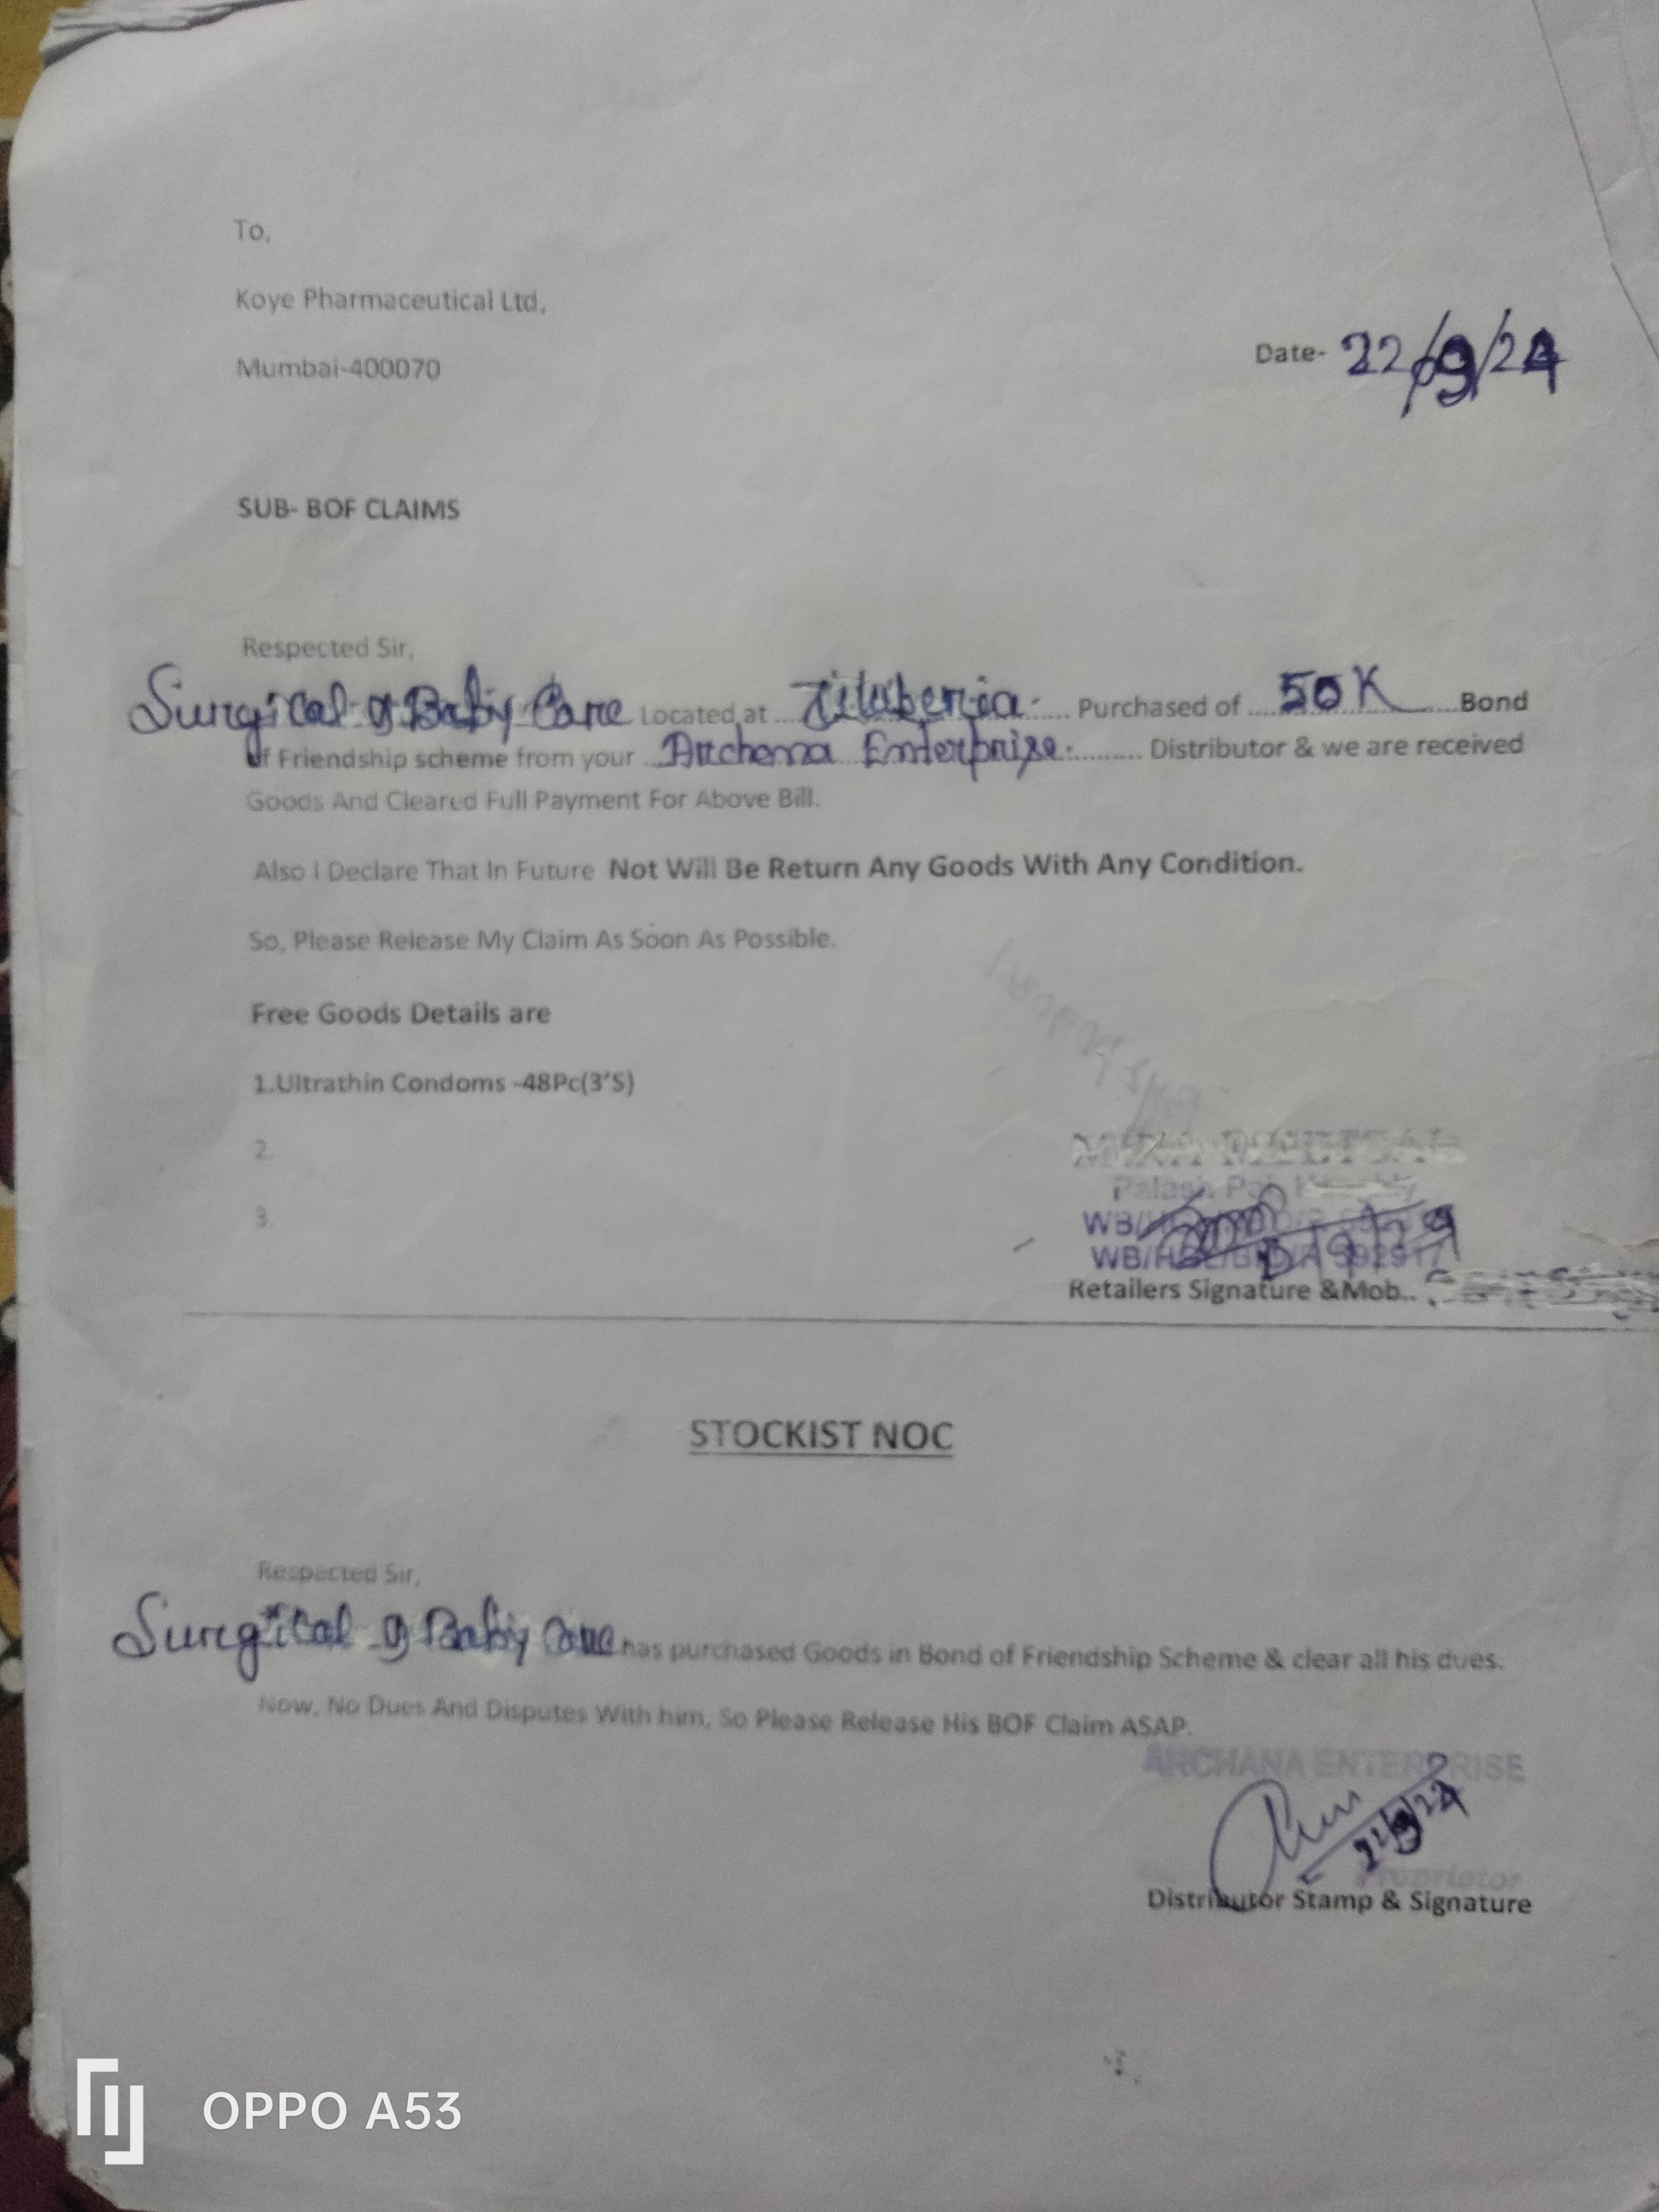 To,
Koye Pharmaceutical Ltd,
Mumbai-400070
Date- 22/9/24
SUB- BOF CLAIMS
Respected Sir,
Surgical & Baby Care Located at ............ Purchased of 50K Bond
of Friendship scheme from your Archana Enterprise. Distributor & we are received
Goods And Cleared Full Payment For Above Bill.
Also I Declare That In Future Not Will Be Return Any Goods With Any Condition.
So, Please Release My Claim As Soon As Possible.
Free Goods Details are
1.Ultrathin Condoms -48Pc(3'S)
2.
3.
Palash Pai,
WB/
WB/
Retailers Signature &Mob..
STOCKIST NOC
Respected Sir,
Surgical & Baby Care has purchased Goods in Bond of Friendship Scheme & clear all his dues.
Now, No Dues And Disputes With him, So Please Release His BOF Claim ASAP.
ARCHANA ENTERPRISE
22/9/24
Proprietor
Distributor Stamp & Signature
OPPO A53